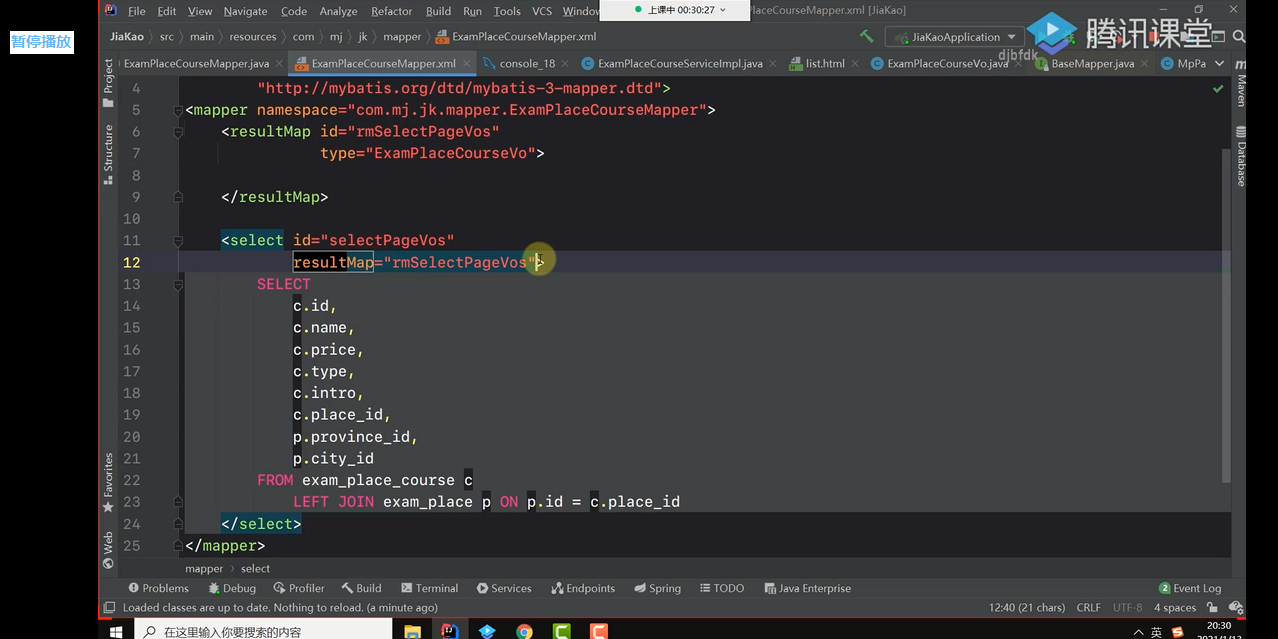 File Edit View Navigate Code Analyze Refactor Build Run Tools VCS Window
上课中 00:30:27
PlaceCourseMapper.xml [JiaKao]
暂停播放
JiaKao src main resources com mj jk mapper ExamPlaceCourseMapper.xml
JiaKaoApplication
腾讯课堂
djbfdk
ExamPlaceCourseMapper.java ExamPlaceCourseMapper.xml console_18 ExamPlaceCourseServiceImpl.java list.html ExamPlaceCourseVo.java BaseMapper.java MpPa
Project
Structure
Favorites
Web
Maven
Database
4 "http://mybatis.org/dtd/mybatis-3-mapper.dtd">
5 <mapper namespace="com.mj.jk.mapper.ExamPlaceCourseMapper">
6 <resultMap id="rmSelectPageVos"
7 type="ExamPlaceCourseVo">
8
9 </resultMap>
10
11 <select id="selectPageVos"
12 resultMap="rmSelectPageVos">
13 SELECT
14 c.id,
15 c.name,
16 c.price,
17 c.type,
18 c.intro,
19 c.place_id,
20 p.province_id,
21 p.city_id
22 FROM exam_place_course c
23 LEFT JOIN exam_place p ON p.id = c.place_id
24 </select>
25 </mapper>
mapper select
Problems Debug Profiler Build Terminal Services Endpoints Spring TODO Java Enterprise 2 Event Log
Loaded classes are up to date. Nothing to reload. (a minute ago) 12:40 (21 chars) CRLF UTF-8 4 spaces
在这里输入你要搜索的内容
英
20:30